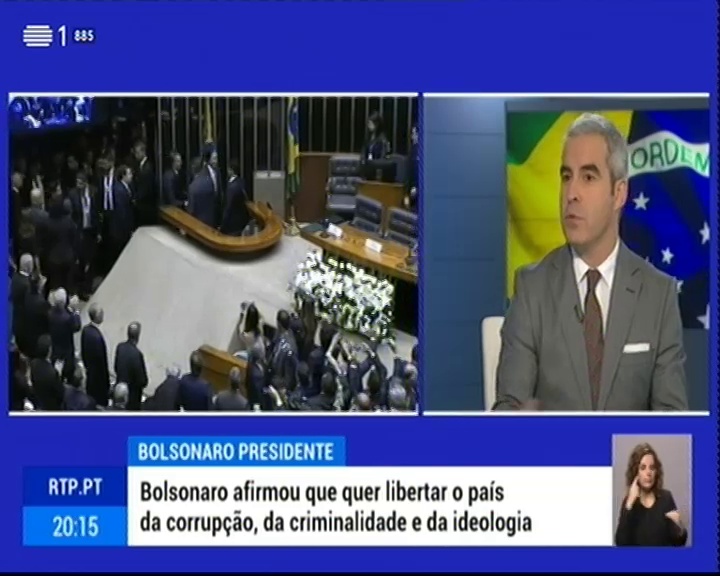 1 885
ORDEM
BOLSONARO PRESIDENTE
RTP.PT
Bolsonaro afirmou que quer libertar o país
20:15
da corrupção, da criminalidade e da ideologia